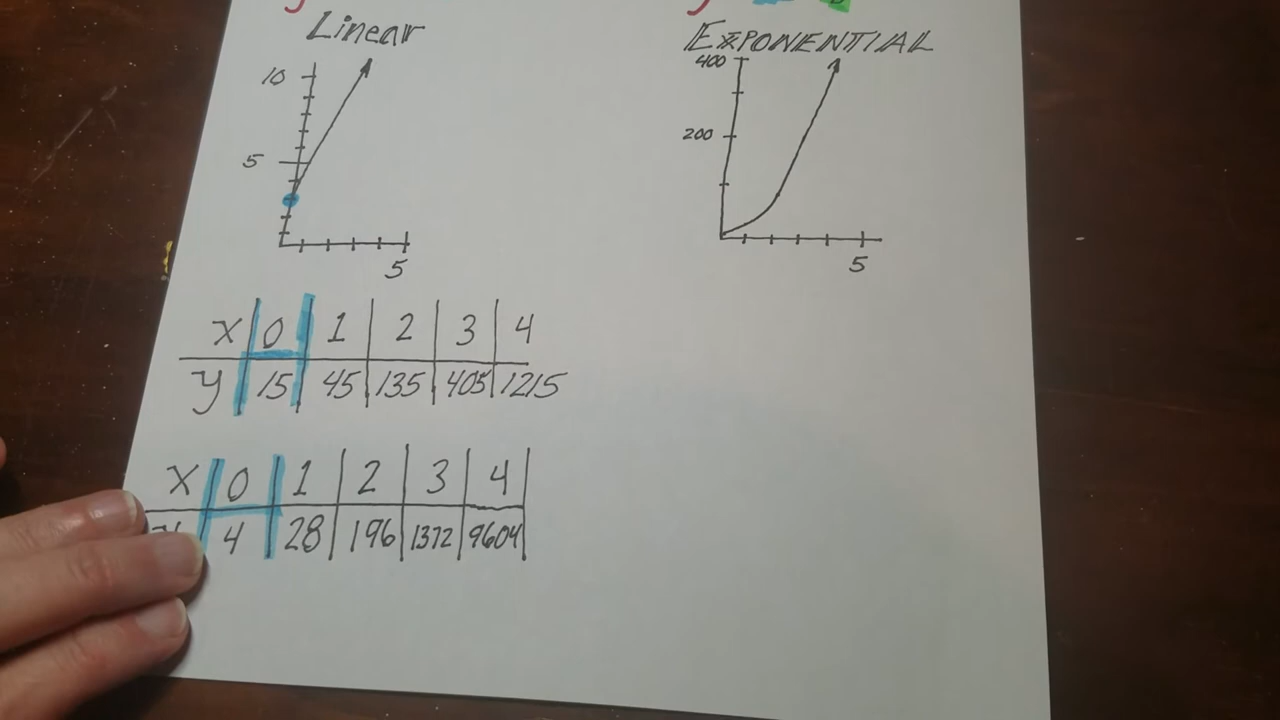 Linear
EXPONENTIAL
10
5
5
400
200
5
x 0 1 2 3 4
y 15 45 135 405 1215
x 0 1 2 3 4
4 28 196 1372 9604